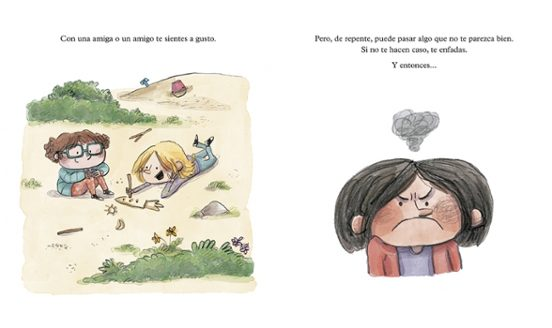 Con una amiga o un amigo te sientes a gusto.
Pero, de repente, puede pasar algo que no te parezca bien.
Si no te hacen caso, te enfadas.
Y entonces...